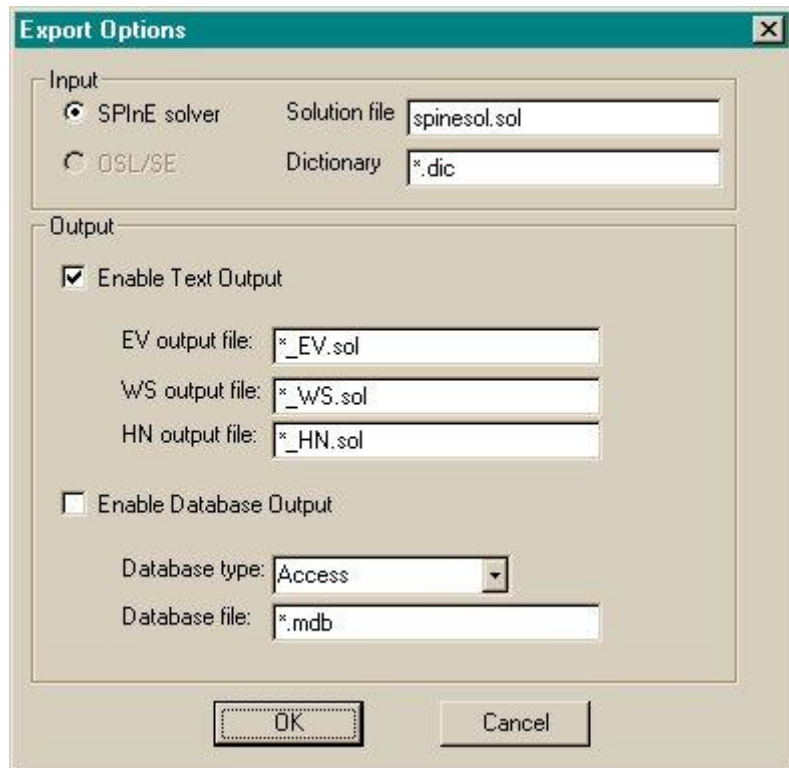 Export Options
Input
SPInE solver
Solution file
spinesol.sol
OSL/SE
Dictionary
*.dic
Output
Enable Text Output
EV output file:
*_EV.sol
WS output file:
*_WS.sol
HN output file:
*_HN.sol
Enable Database Output
Database type:
Access
Database file:
*.mdb
OK
Cancel